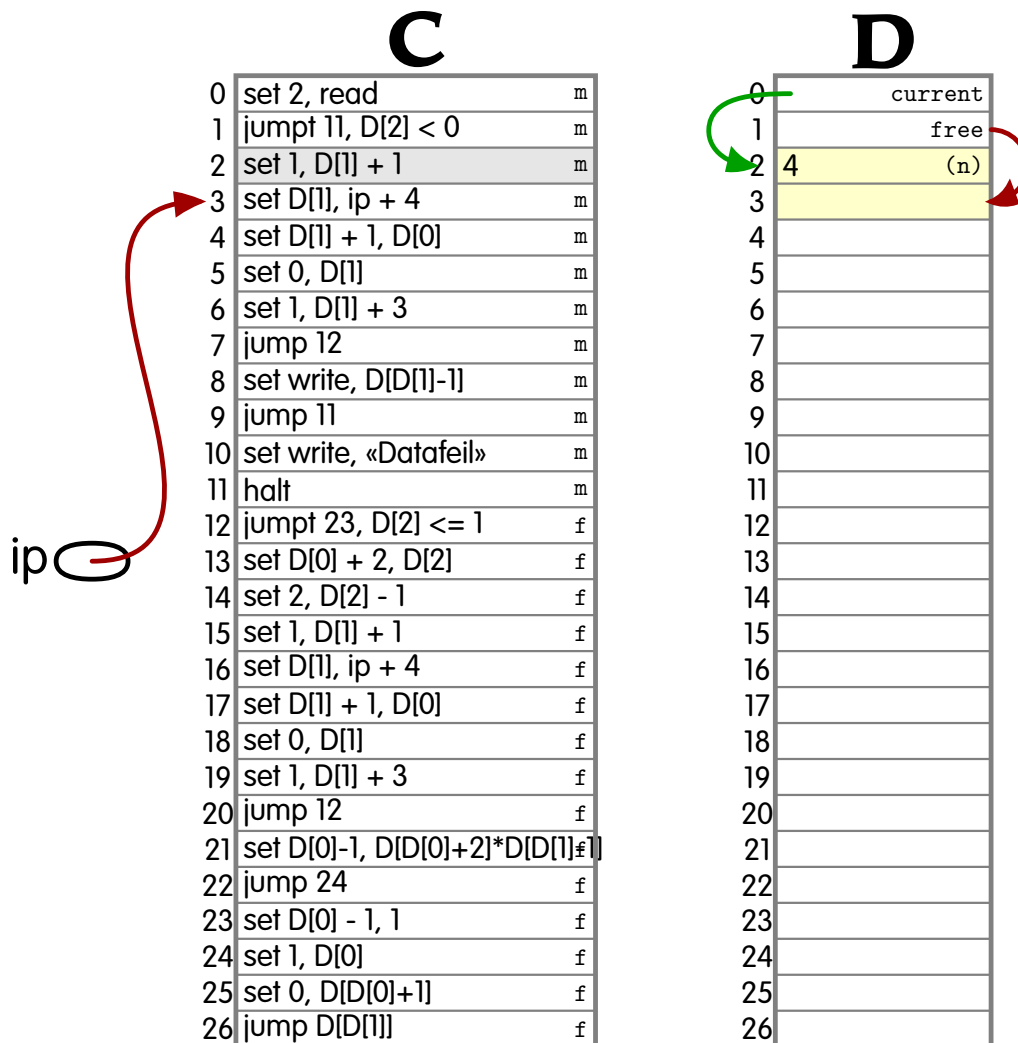 C
0 set 2, read m
1 jumpt 11, D[2] < 0 m
2 set 1, D[1] + 1 m
3 set D[1], ip + 4 m
4 set D[1] + 1, D[0] m
5 set 0, D[1] m
6 set 1, D[1] + 3 m
7 jump 12 m
8 set write, D[D[1]-1] m
9 jump 11 m
10 set write, «Datafeil» m
11 halt m
12 jumpt 23, D[2] <= 1 f
13 set D[0] + 2, D[2] f
14 set 2, D[2] - 1 f
15 set 1, D[1] + 1 f
16 set D[1], ip + 4 f
17 set D[1] + 1, D[0] f
18 set 0, D[1] f
19 set 1, D[1] + 3 f
20 jump 12 f
21 set D[0]-1, D[D[0]+2]*D[D[1]-1] f
22 jump 24 f
23 set D[0] - 1, 1 f
24 set 1, D[0] f
25 set 0, D[D[0]+1] f
26 jump D[D[1]] f
ip
D
0 current
1 free
2 4 (n)
3
4
5
6
7
8
9
10
11
12
13
14
15
16
17
18
19
20
21
22
23
24
25
26